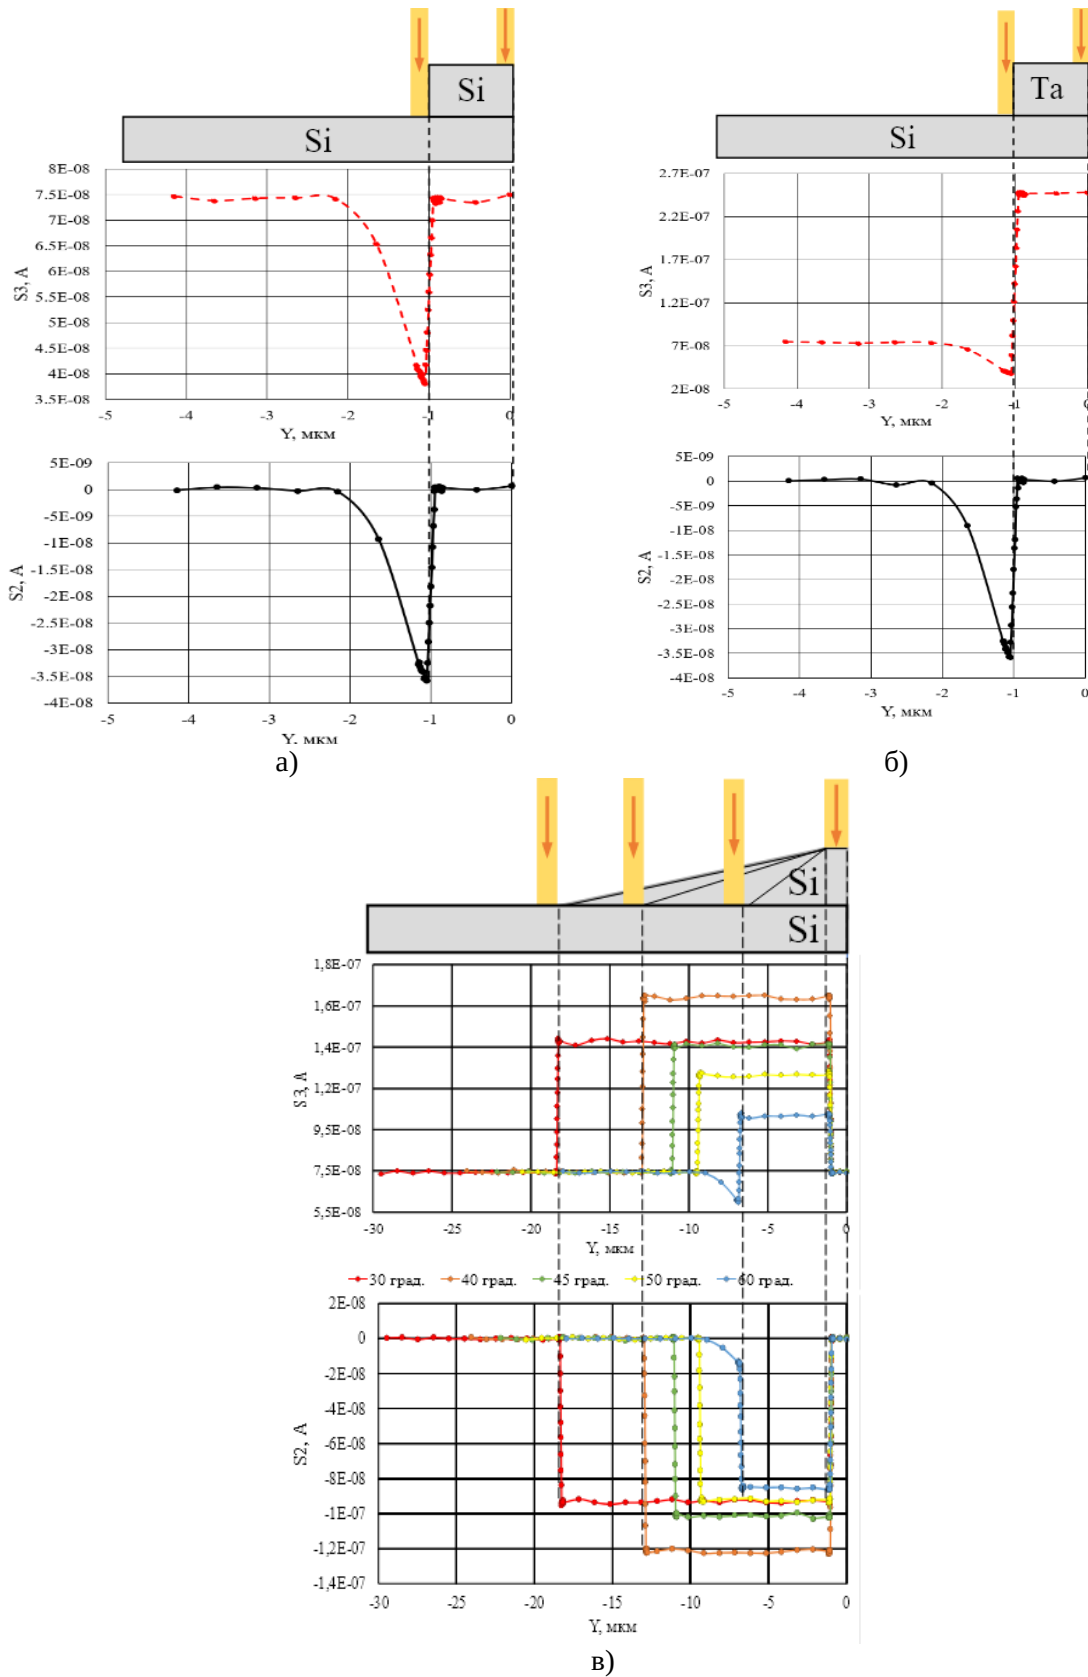 Si
Si
8E-08
7.5E-08
7E-08
6.5E-08
6E-08
5.5E-08
5E-08
4.5E-08
4E-08
3.5E-08
S3, A
-5 -4 -3 -2 -1 0
Y, мкм
5E-09
0
-5E-09
-1E-08
-1.5E-08
-2E-08
-2.5E-08
-3E-08
-3.5E-08
-4E-08
S2, A
-5 -4 -3 -2 -1 0
Y, мкм
а)
Ta
Si
2.7E-07
2.2E-07
1.7E-07
1.2E-07
7E-08
2E-08
S3, A
-5 -4 -3 -2 -1 0
Y, мкм
5E-09
0
-5E-09
-1E-08
-1.5E-08
-2E-08
-2.5E-08
-3E-08
-3.5E-08
-4E-08
S2, A
-5 -4 -3 -2 -1 0
Y, мкм
б)
Si
Si
1,8E-07
1,6E-07
1,4E-07
1,2E-07
9,5E-08
7,5E-08
5,5E-08
S3, A
-30 -25 -20 -15 -10 -5 0
Y, мкм
30 град. 40 град. 45 град. 50 град. 60 град.
2E-08
0
-2E-08
-4E-08
-6E-08
-8E-08
-1E-07
-1,2E-07
-1,4E-07
S2, A
-30 -25 -20 -15 -10 -5 0
Y, мкм
в)